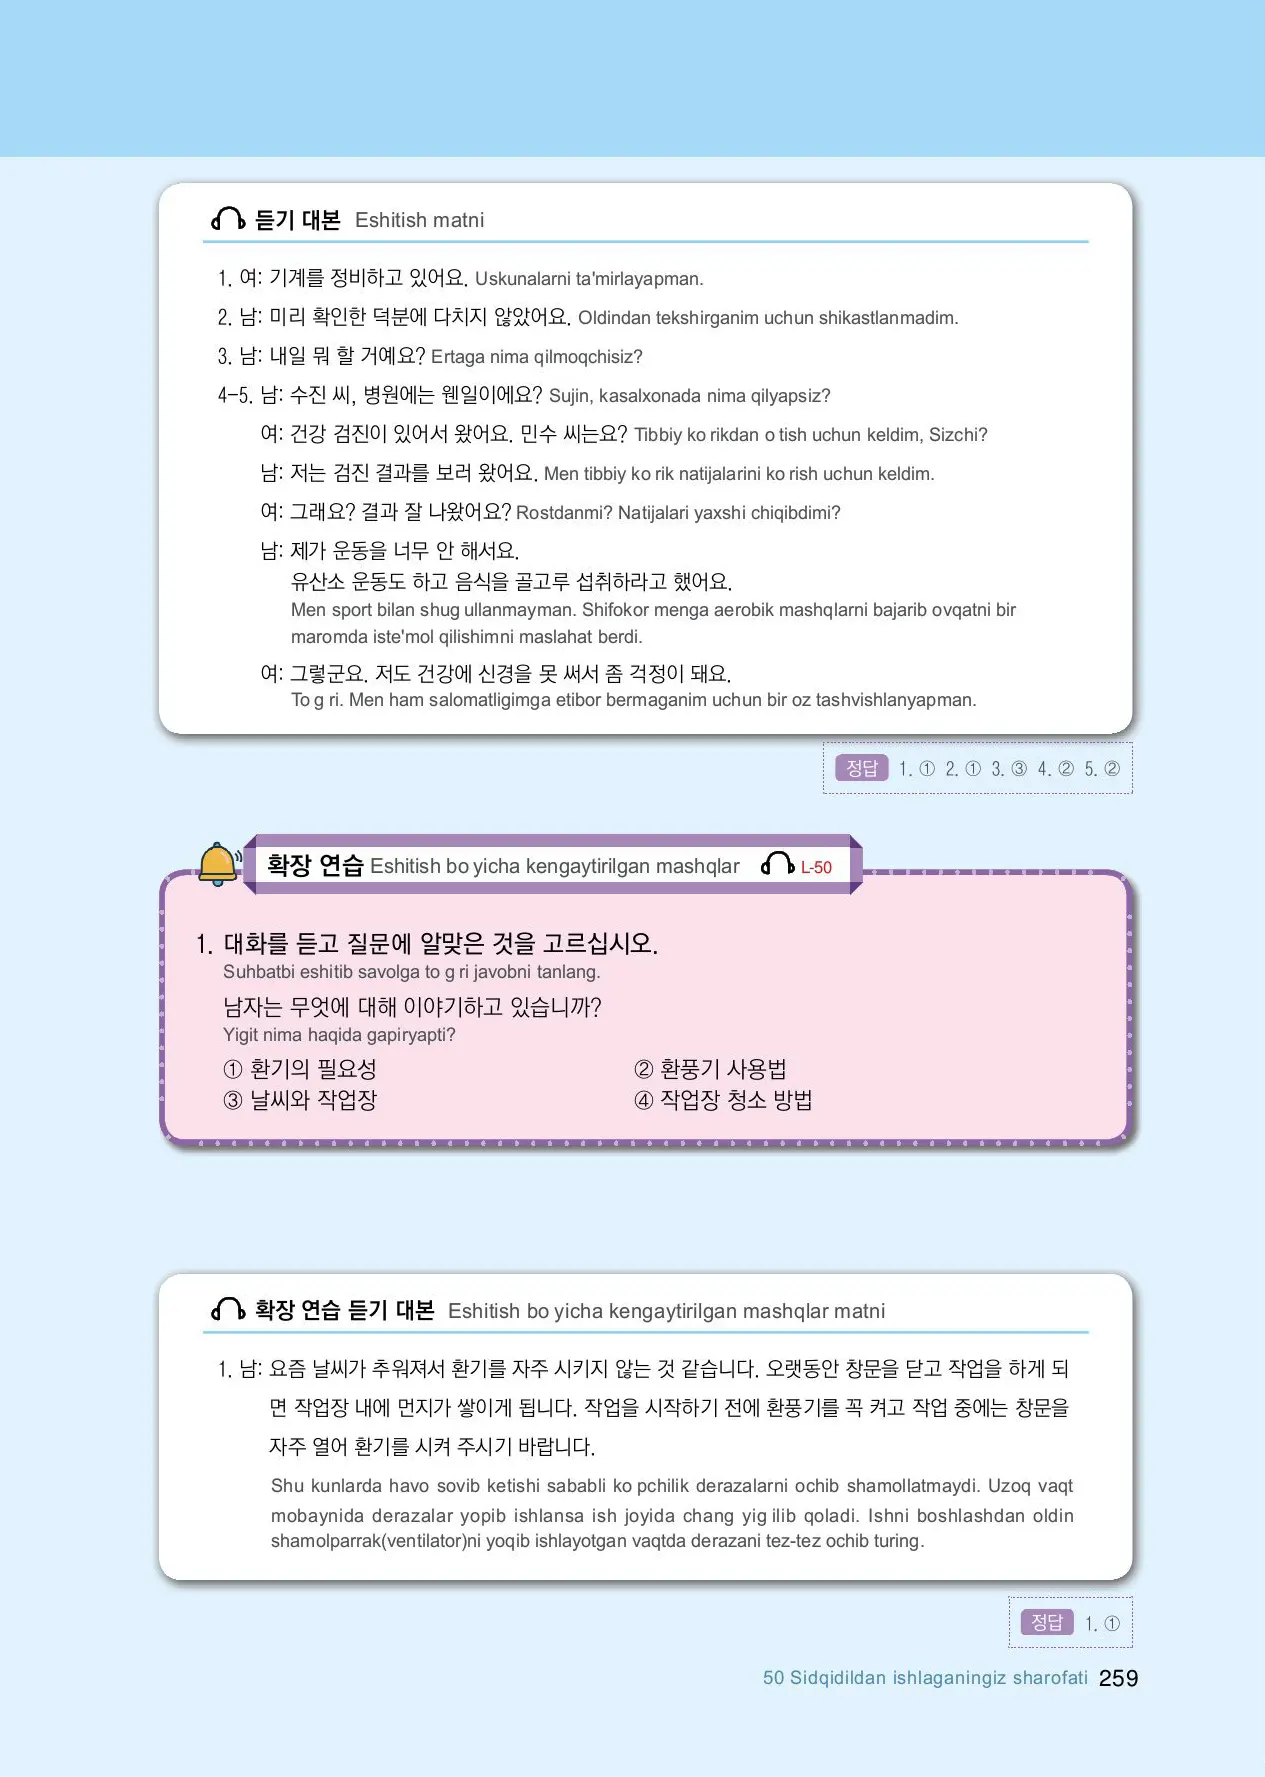 듣기 대본 Eshitish matni
1. 여: 기계를 정비하고 있어요. Uskunalarni ta'mirlayapman.
2. 남: 미리 확인한 덕분에 다치지 않았어요. Oldindan tekshirganim uchun shikastlanmadim.
3. 남: 내일 뭐 할 거예요? Ertaga nima qilmoqchisiz?
4-5. 남: 수진 씨, 병원에는 웬일이에요? Sujin, kasalxonada nima qilyapsiz?
여: 건강 검진이 있어서 왔어요. 민수 씨는요? Tibbiy ko rikdan o tish uchun keldim, Sizchi?
남: 저는 검진 결과를 보러 왔어요. Men tibbiy ko rik natijalarini ko rish uchun keldim.
여: 그래요? 결과 잘 나왔어요? Rostdanmi? Natijalari yaxshi chiqibdimi?
남: 제가 운동을 너무 안 해서요.
유산소 운동도 하고 음식을 골고루 섭취하라고 했어요.
Men sport bilan shug ullanmayman. Shifokor menga aerobik mashqlarni bajarib ovqatni bir
maromda iste'mol qilishimni maslahat berdi.
여: 그렇군요. 저도 건강에 신경을 못 써서 좀 걱정이 돼요.
To g ri. Men ham salomatligimga etibor bermaganim uchun bir oz tashvishlanyapman.
정답 1. ① 2. ① 3. ③ 4. ② 5. ②
확장 연습 Eshitish bo yicha kengaytirilgan mashqlar L-50
1. 대화를 듣고 질문에 알맞은 것을 고르십시오.
Suhbatbi eshitib savolga to g ri javobni tanlang.
남자는 무엇에 대해 이야기하고 있습니까?
Yigit nima haqida gapiryapti?
① 환기의 필요성 ② 환풍기 사용법
③ 날씨와 작업장 ④ 작업장 청소 방법
확장 연습 듣기 대본 Eshitish bo yicha kengaytirilgan mashqlar matni
1. 남: 요즘 날씨가 추워져서 환기를 자주 시키지 않는 것 같습니다. 오랫동안 창문을 닫고 작업을 하게 되
면 작업장 내에 먼지가 쌓이게 됩니다. 작업을 시작하기 전에 환풍기를 꼭 켜고 작업 중에는 창문을
자주 열어 환기를 시켜 주시기 바랍니다.
Shu kunlarda havo sovib ketishi sababli ko pchilik derazalarni ochib shamollatmaydi. Uzoq vaqt
mobaynida derazalar yopib ishlansa ish joyida chang yig ilib qoladi. Ishni boshlashdan oldin
shamolparrak(ventilator)ni yoqib ishlayotgan vaqtda derazani tez-tez ochib turing.
정답 1. ①
50 Sidqidildan ishlaganingiz sharofati 259